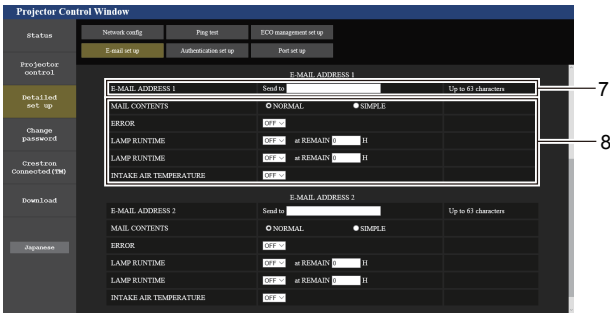 Projector Control Window
Status
Network config Ping test ECO management set up
E-mail set up Authentication set up Port set up
Projector
control
Detailed
set up
Change
password
Crestron
Connected(TM)
Download
Japanese
E-MAIL ADDRESS 1
E-MAIL ADDRESS 1 Send to Up to 63 characters 7
MAIL CONTENTS NORMAL SIMPLE
ERROR OFF
LAMP RUNTIME OFF at REMAIN 0 H 8
LAMP RUNTIME OFF at REMAIN 0 H
INTAKE AIR TEMPERATURE OFF
E-MAIL ADDRESS 2
E-MAIL ADDRESS 2 Send to Up to 63 characters
MAIL CONTENTS NORMAL SIMPLE
ERROR OFF
LAMP RUNTIME OFF at REMAIN 0 H
LAMP RUNTIME OFF at REMAIN 0 H
INTAKE AIR TEMPERATURE OFF